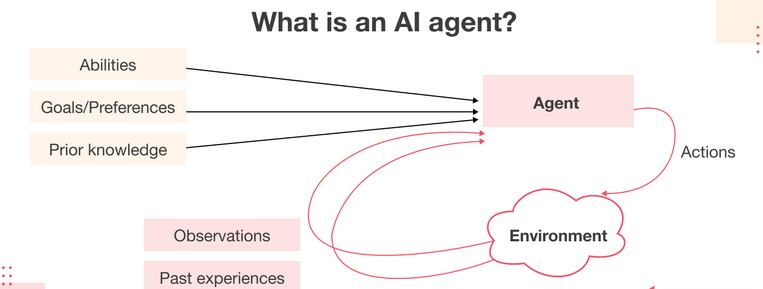 What is an AI agent?
Abilities
Goals/Preferences
Prior knowledge
Agent
Actions
Observations
Environment
Past experiences